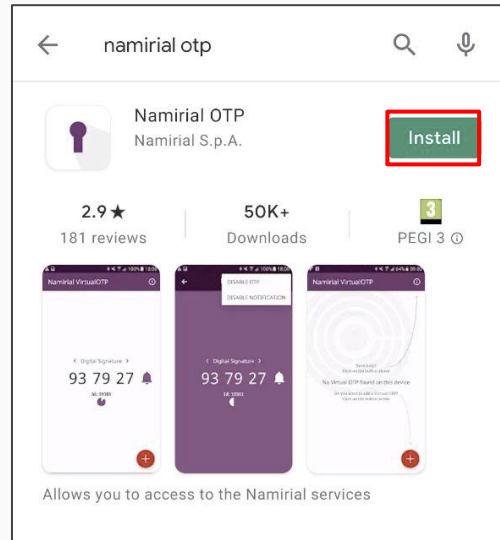 namirial otp
Namirial OTP
Namirial S.p.A.
Install
2.9★
50K+
3
181 reviews
Downloads
PEGI 3
Namirial VirtualOTP
DISABLE OTP
DISABLE NOTIFICATION
Namirial VirtualOTP
Digital Signature
93 79 27
Digital Signature
93 79 27
No Virtual OTP found on this device
Allows you to access to the Namirial services